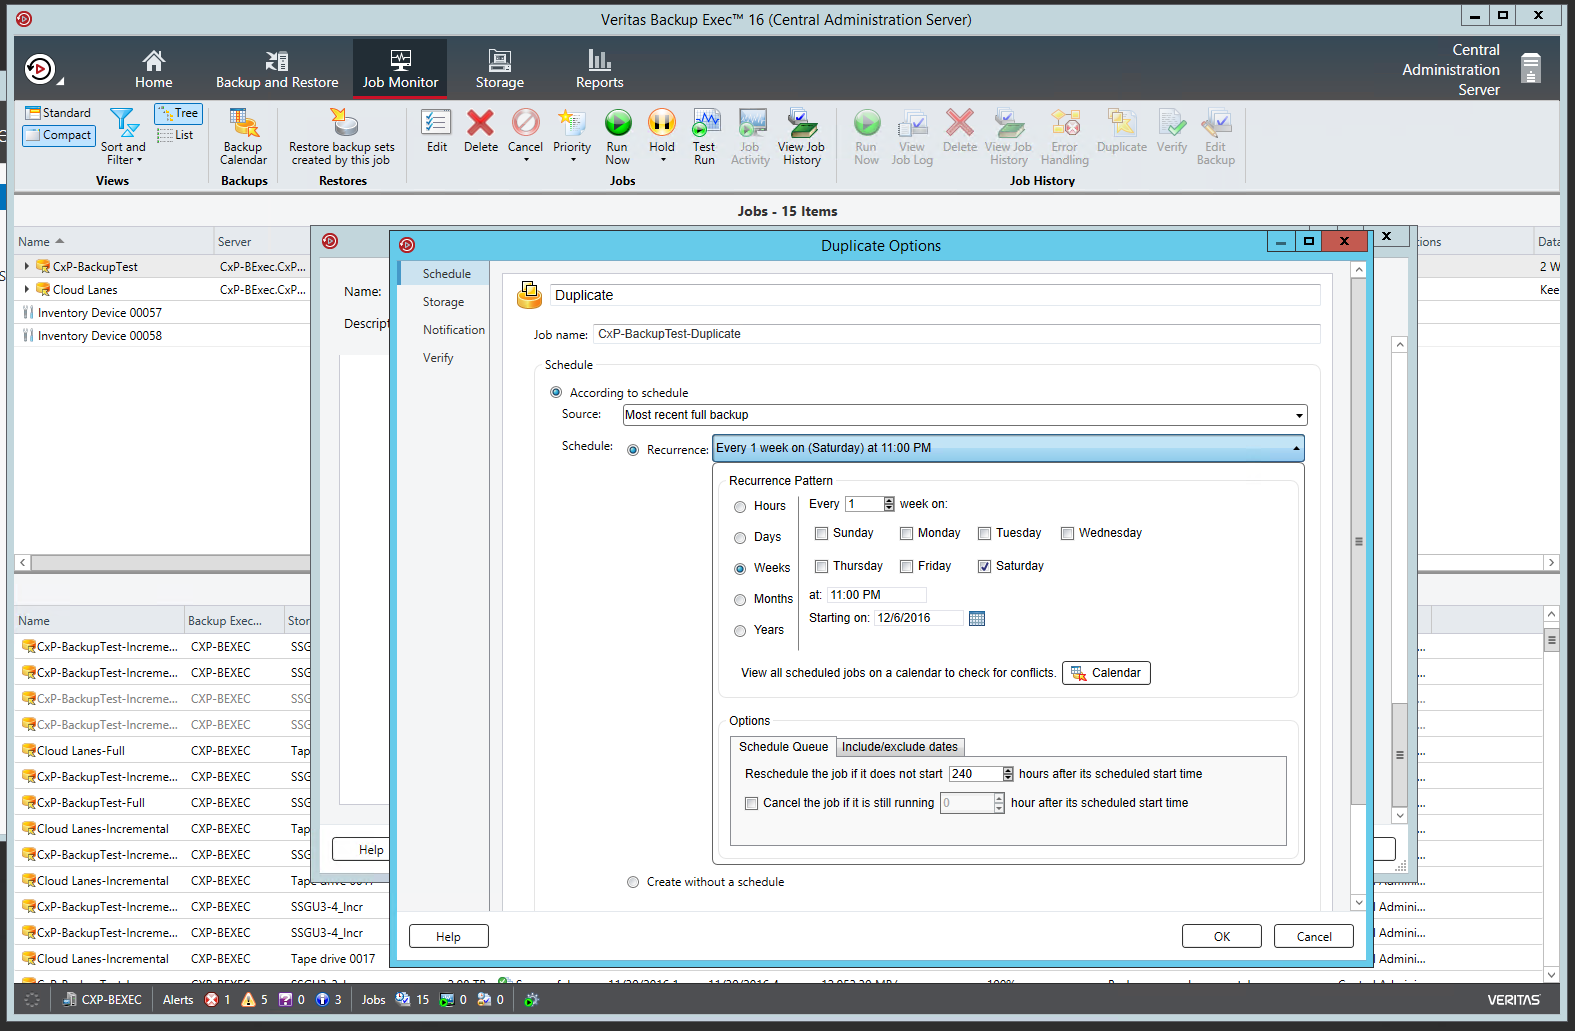 Veritas Backup Exec™ 16 (Central Administration Server)
Home
Backup and Restore
Job Monitor
Storage
Reports
Central
Administration
Server
Standard
Compact
Sort and
Filter
Tree
List
Views
Backup
Calendar
Backups
Restore backup sets
created by this job
Restores
Edit
Delete
Cancel
Priority
Run
Now
Hold
Test
Run
Job
Activity
View Job
History
Jobs
Run
Now
View
Job Log
Delete
View Job
History
Error
Handling
Duplicate
Verify
Edit
Backup
Job History
Jobs - 15 Items
Name
Server
ions
Data
CxP-BackupTest
CxP-BExec.CxP...
2 W
Cloud Lanes
CxP-BExec.CxP...
Kee
Inventory Device 00057
Inventory Device 00058
Name:
Descript
Help
Duplicate Options
Schedule
Storage
Notification
Verify
Duplicate
Job name: CxP-BackupTest-Duplicate
Schedule
According to schedule
Source: Most recent full backup
Schedule: Recurrence: Every 1 week on (Saturday) at 11:00 PM
Recurrence Pattern
Hours
Days
Weeks
Months
Years
Every 1 week on:
Sunday Monday Tuesday Wednesday
Thursday Friday Saturday
at: 11:00 PM
Starting on: 12/6/2016
View all scheduled jobs on a calendar to check for conflicts. Calendar
Options
Schedule Queue Include/exclude dates
Reschedule the job if it does not start 240 hours after its scheduled start time
Cancel the job if it is still running 0 hour after its scheduled start time
Create without a schedule
Help OK Cancel
Name Backup Exec... Stor
CxP-BackupTest-Increme... CXP-BEXEC SSG
CxP-BackupTest-Increme... CXP-BEXEC SSG
CxP-BackupTest-Increme... CXP-BEXEC SSG
CxP-BackupTest-Increme... CXP-BEXEC SSG
Cloud Lanes-Full CXP-BEXEC Tap
CxP-BackupTest-Increme... CXP-BEXEC SSG
CxP-BackupTest-Full CXP-BEXEC SSG
Cloud Lanes-Incremental CXP-BEXEC Tap
CxP-BackupTest-Increme... CXP-BEXEC SSG
Cloud Lanes-Incremental CXP-BEXEC Tape drive 0017
CxP-BackupTest-Increme... CXP-BEXEC SSGU3-4_Incr l Admini...
CxP-BackupTest-Increme... CXP-BEXEC SSGU3-4_Incr l Admini...
Cloud Lanes-Incremental CXP-BEXEC Tape drive 0017 l Admini...
CXP-BEXEC Alerts 1 5 0 3 Jobs 15 0 0
VERITAS